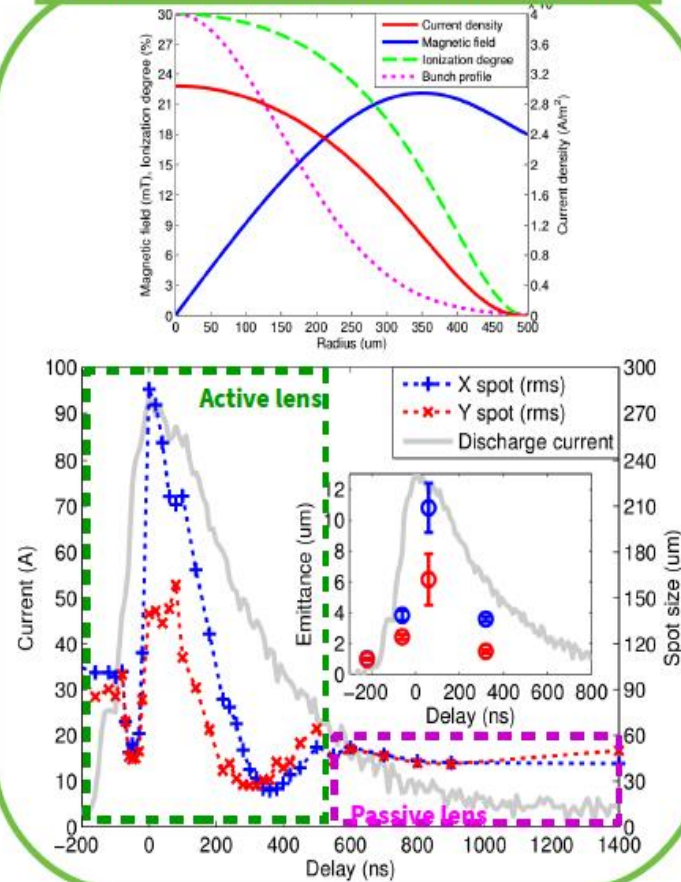 30
27
24
21
18
15
12
9
6
3
0
Magnetic field (mT), Ionization degree (%)
Current density
Magnetic field
Ionization degree
Bunch profile
4
3.6
3.2
2.8
2.4
2
1.6
1.2
0.8
0.4
0
Current density (A/m²)
0 50 100 150 200 250 300 350 400 450 500
Radius (um)
100
90
80
70
60
50
40
30
20
10
0
Current (A)
Active lens
X spot (rms)
Y spot (rms)
Discharge current
300
270
240
210
180
150
120
90
60
30
0
Spot size (um)
12
10
8
6
4
2
0
Emittance (um)
−200 0 200 400 600 800
Delay (ns)
Passive lens
−200 0 200 400 600 800 1000 1200 1400
Delay (ns)